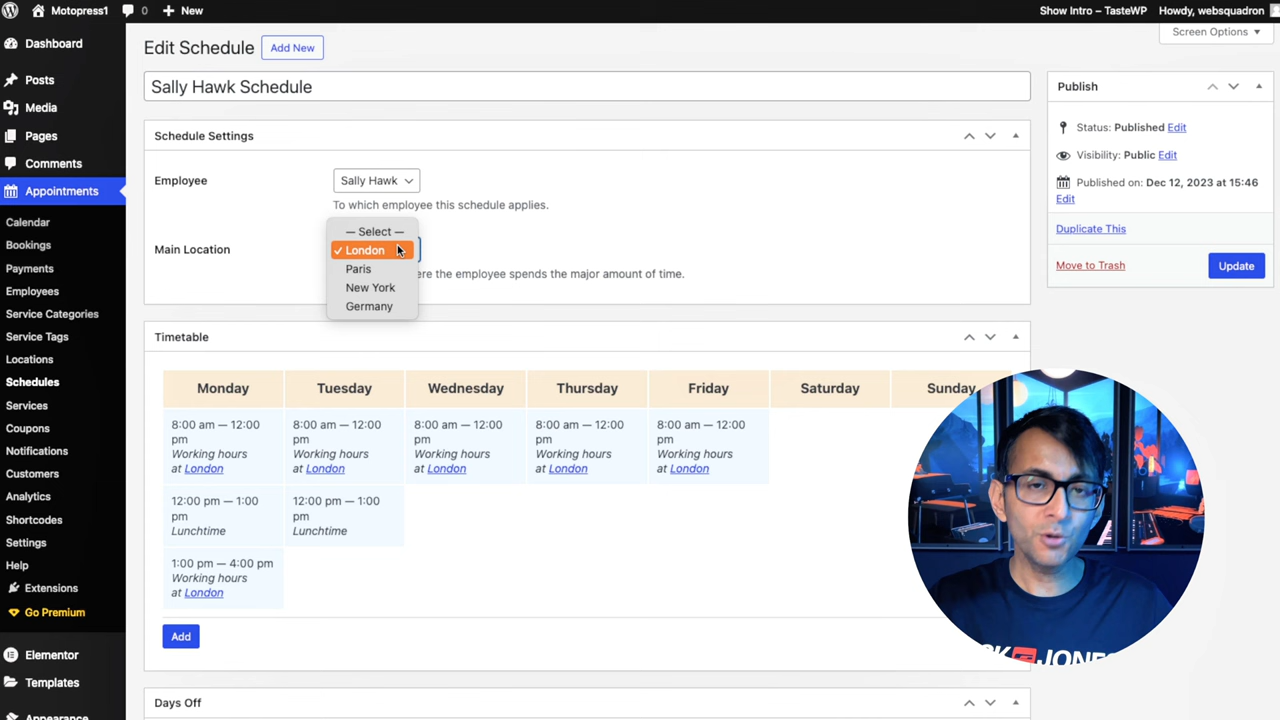 Motopress1
0
New
Show Intro – TasteWP
Howdy, websquadron
Dashboard
Posts
Media
Pages
Comments
Appointments
Calendar
Bookings
Payments
Employees
Service Categories
Service Tags
Locations
Schedules
Services
Coupons
Notifications
Customers
Analytics
Shortcodes
Settings
Help
Extensions
Go Premium
Elementor
Templates
Appearance
Screen Options
Edit Schedule
Add New
Sally Hawk Schedule
Schedule Settings
Employee
Sally Hawk
To which employee this schedule applies.
Main Location
— Select —
✓ London
Paris
New York
Germany
ere the employee spends the major amount of time.
Timetable
Monday
Tuesday
Wednesday
Thursday
Friday
Saturday
Sunday
8:00 am — 12:00
pm
Working hours
at London
8:00 am — 12:00
pm
Working hours
at London
8:00 am — 12:00
pm
Working hours
at London
8:00 am — 12:00
pm
Working hours
at London
8:00 am — 12:00
pm
Working hours
at London
12:00 pm — 1:00
pm
Lunchtime
12:00 pm — 1:00
pm
Lunchtime
1:00 pm — 4:00 pm
Working hours
at London
Add
Days Off
Publish
Status: Published Edit
Visibility: Public Edit
Published on: Dec 12, 2023 at 15:46
Edit
Duplicate This
Move to Trash
Update
JONES